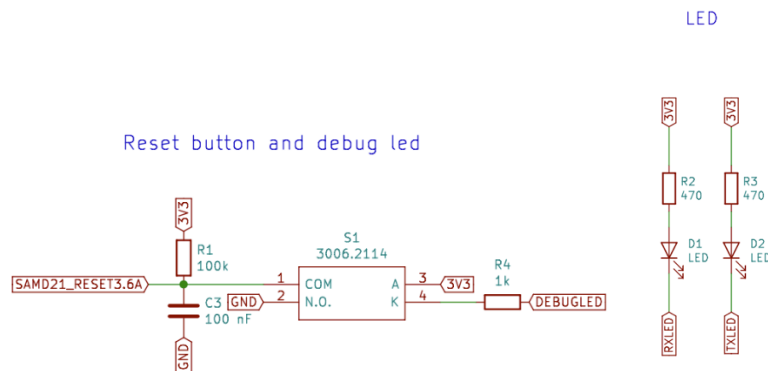 LED
Reset button and debug led
3V3
R1
100k
SAMD21_RESET3.6A
C3
100 nF
GND
S1
3006.2114
1
COM
2
N.O.
GND
A
3
3V3
K
4
R4
1k
DEBUGLED
3V3
R2
470
D1
LED
RXLED
3V3
R3
470
D2
LED
TXLED